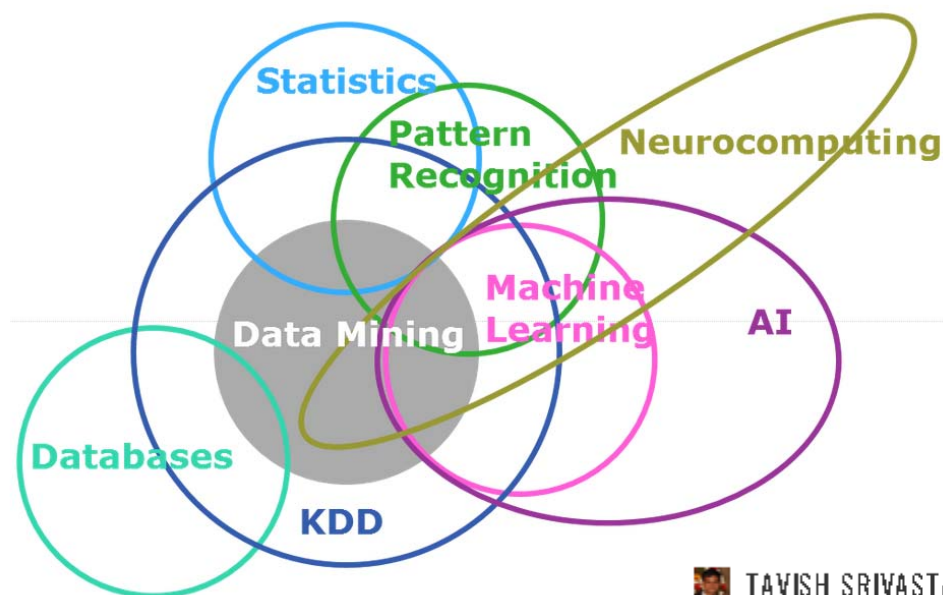 Statistics
Pattern
Recognition
Neurocomputing
Machine
Learning
AI
Data Mining
Databases
KDD
TAVISH